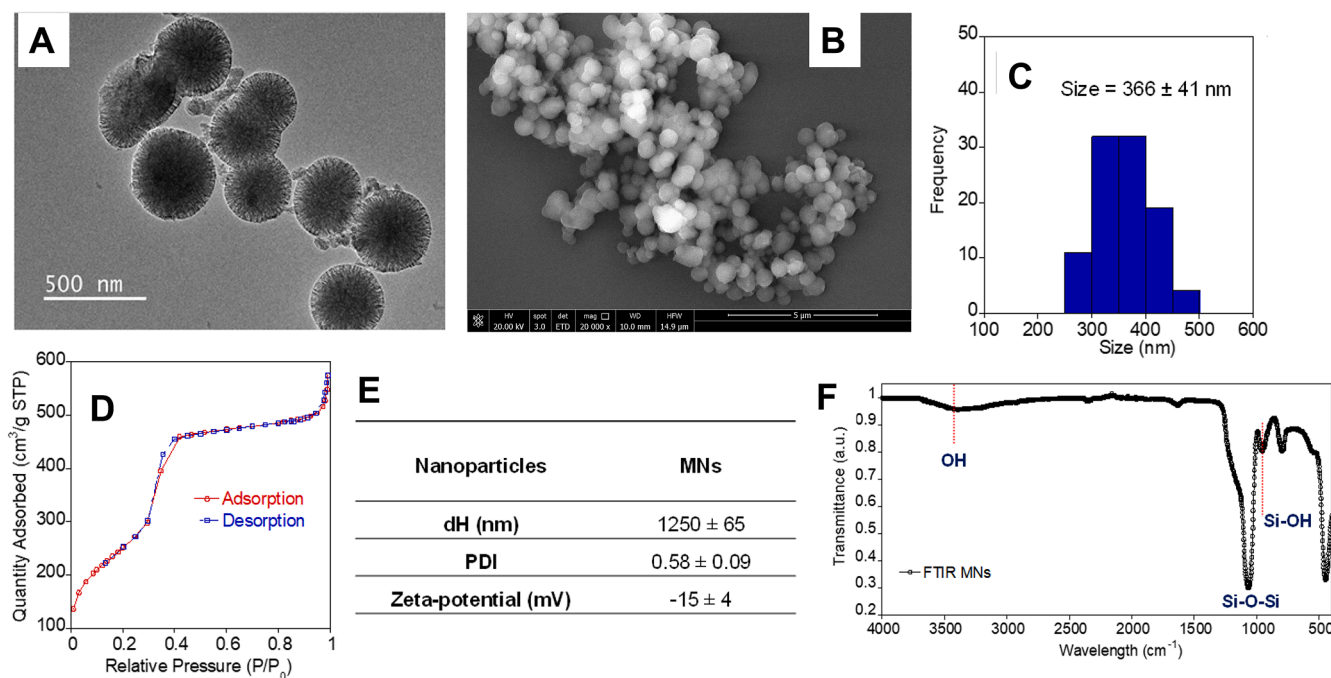 A
500 nm
B
HV spot det mag WD HFW
20.00 kV 3.0 ETD 20 000 x 10.0 mm 14.9 µm
5 µm
C
Size = 366 ± 41 nm
50
40
30
20
10
0
Frequency
100 200 300 400 500 600
Size (nm)
D
600
500
400
300
200
100
Quantity Adsorbed (cm³/g STP)
Adsorption
Desorption
0 0.2 0.4 0.6 0.8 1
Relative Pressure (P/P₀)
E
Nanoparticles MNs
dH (nm) 1250 ± 65
PDI 0.58 ± 0.09
Zeta-potential (mV) -15 ± 4
F
1
0.9
0.8
0.7
0.6
0.5
0.4
0.3
0.2
Transmittance (a.u.)
OH
Si-OH
FTIR MNs
Si-O-Si
4000 3500 3000 2500 2000 1500 1000 500
Wavelength (cm⁻¹)